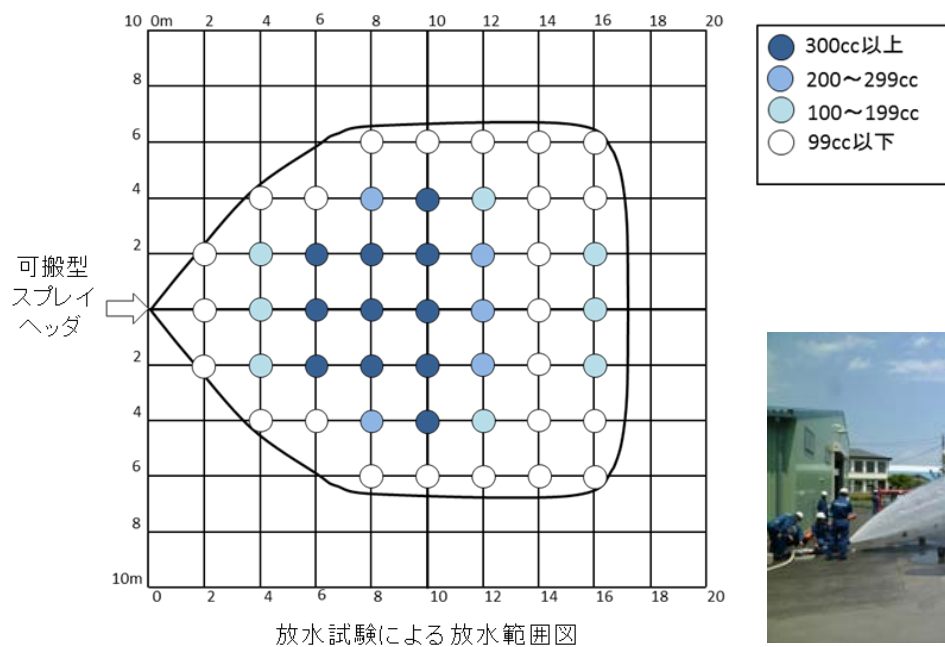 10 0m 2 4 6 8 10 12 14 16 18 20
8
6
4
2
2
4
6
8
10m
0 2 4 6 8 10 12 14 16 18 20
可搬型
スプレイ
ヘッダ
放水試験による放水範囲図
300cc以上
200～299cc
100～199cc
99cc以下